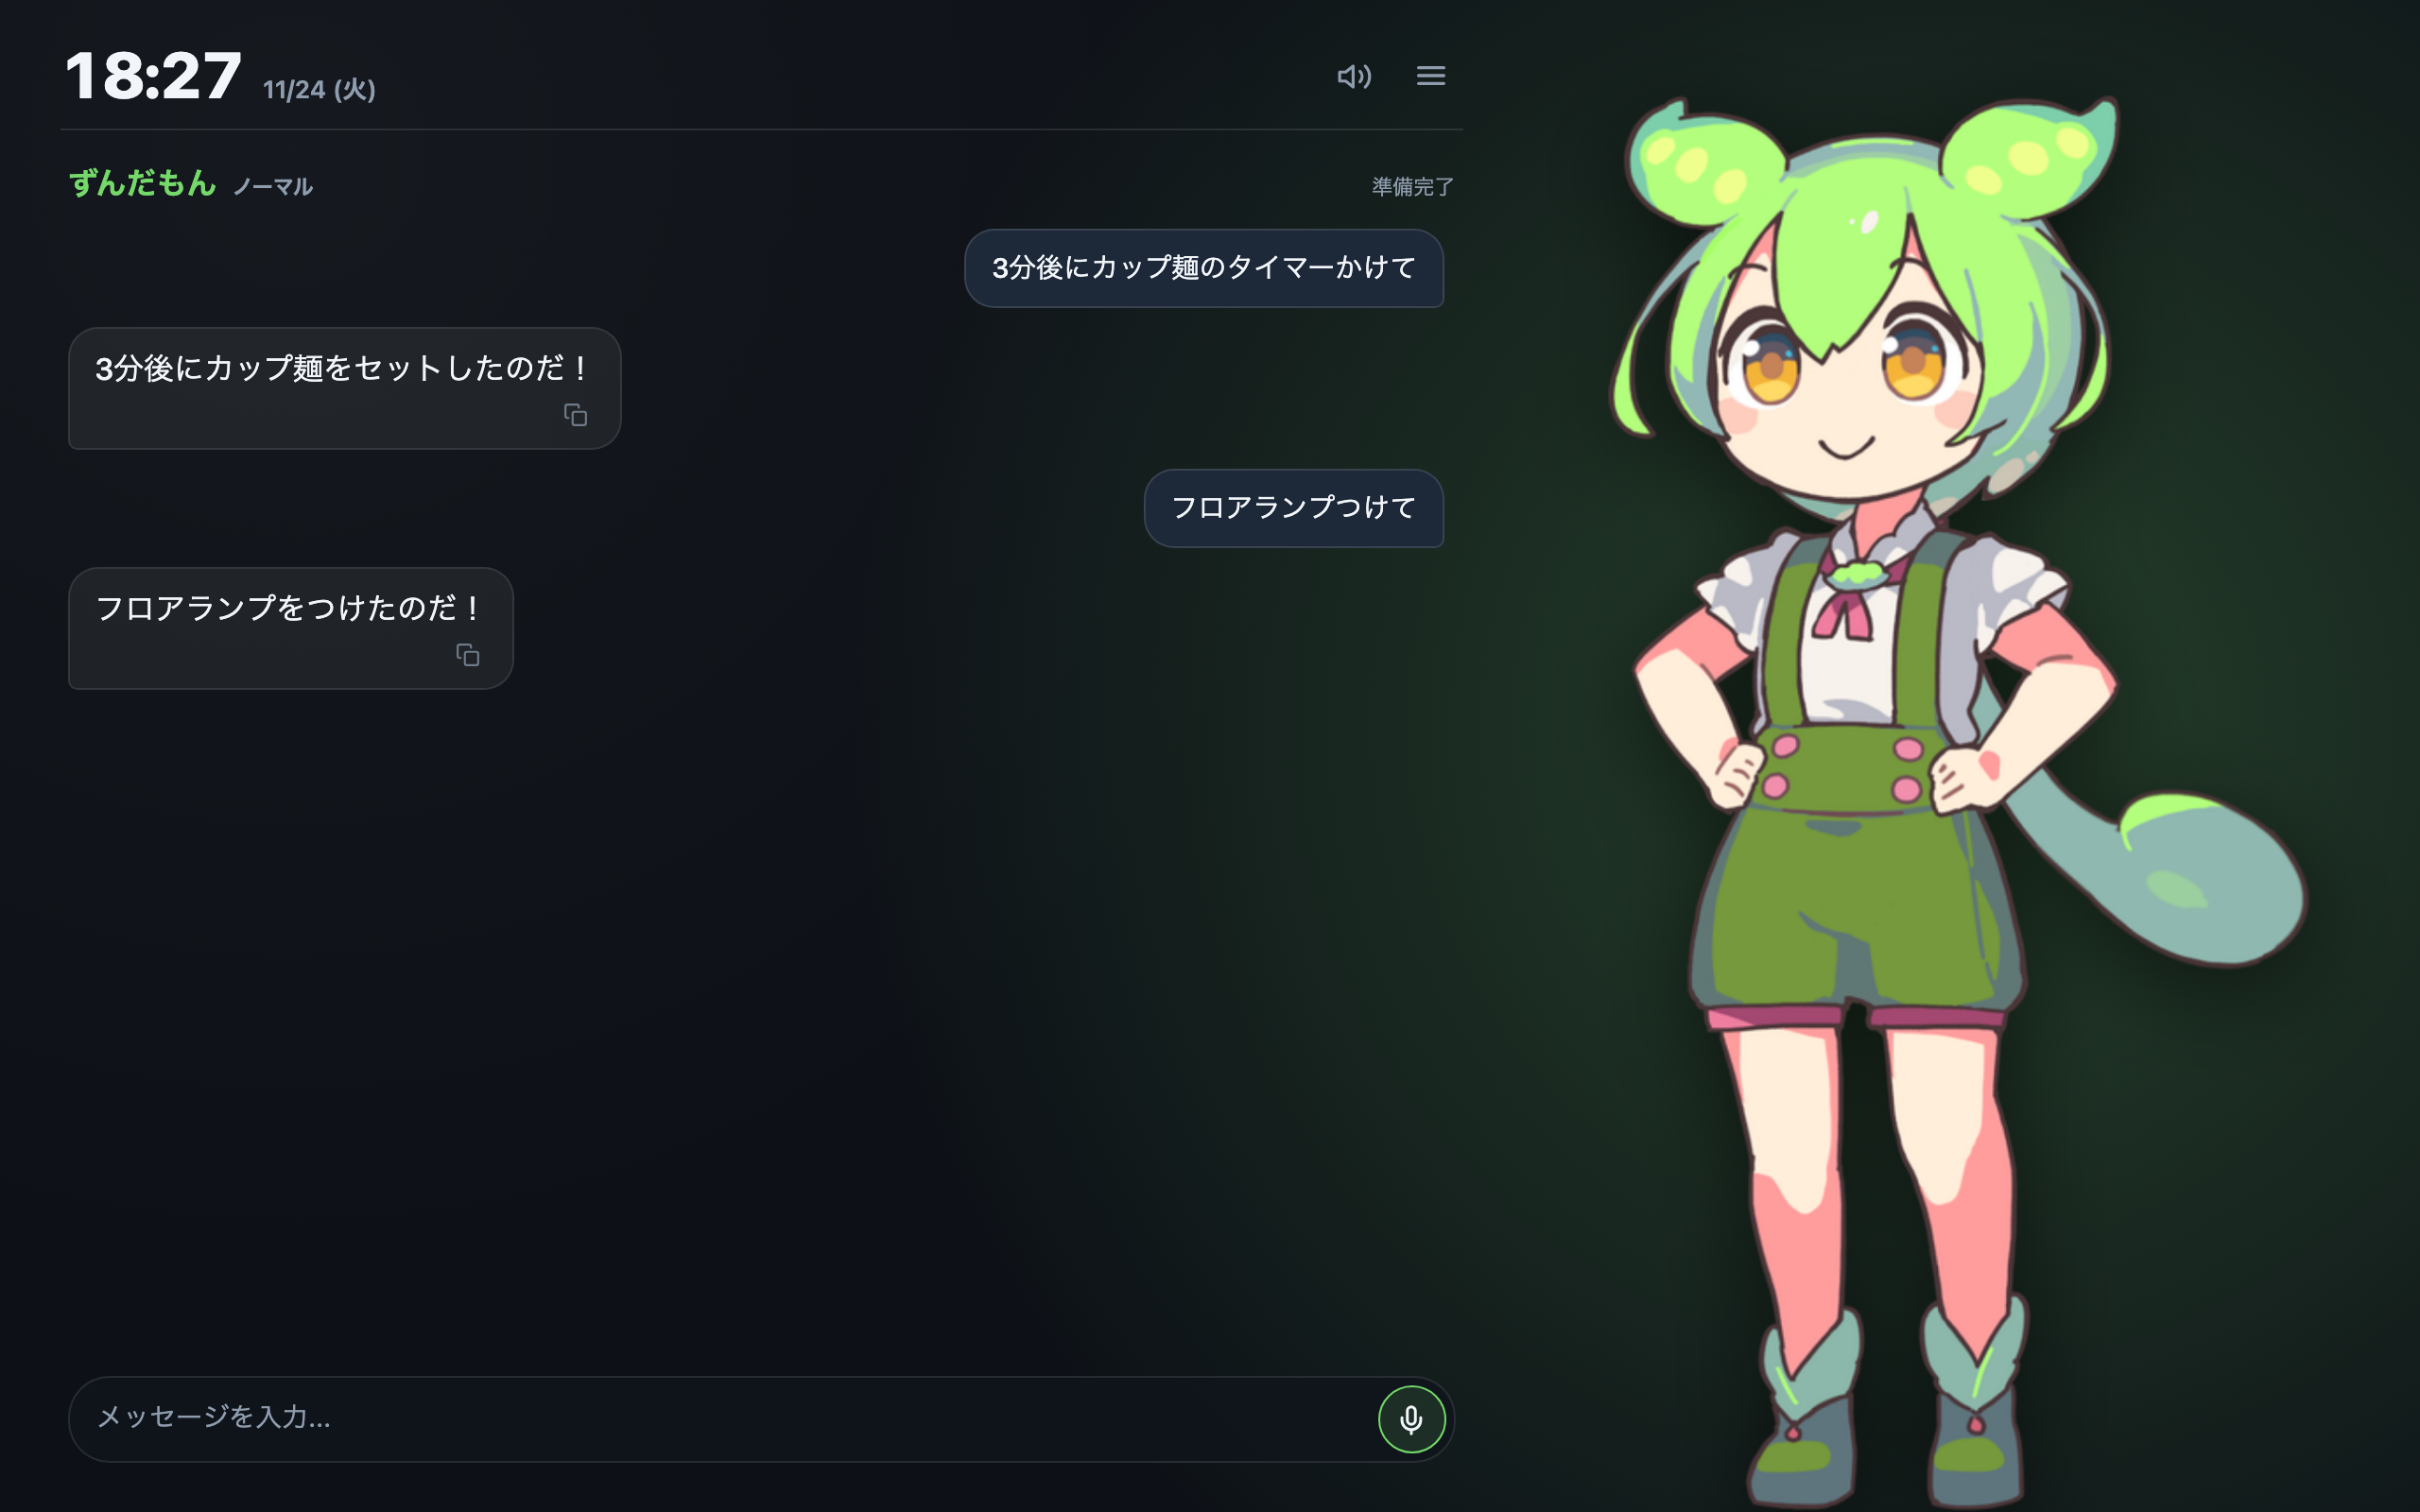 18:27 11/24 (火)
ずんだもん ノーマル 準備完了
3分後にカップ麺のタイマーかけて
3分後にカップ麺をセットしたのだ！
フロアランプつけて
フロアランプをつけたのだ！
メッセージを入力...